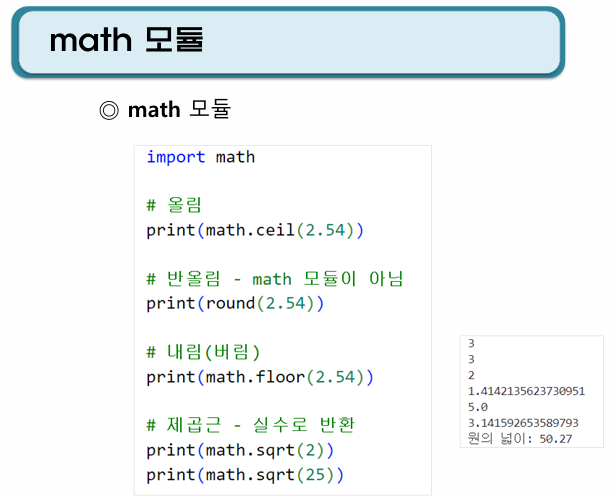 math 모듈
◎ math 모듈
import math
# 올림
print(math.ceil(2.54))
# 반올림 - math 모듈이 아님
print(round(2.54))
# 내림(버림)
print(math.floor(2.54))
# 제곱근 - 실수로 반환
print(math.sqrt(2))
print(math.sqrt(25))
3
3
2
1.4142135623730951
5.0
3.141592653589793
원의 넓이: 50.27